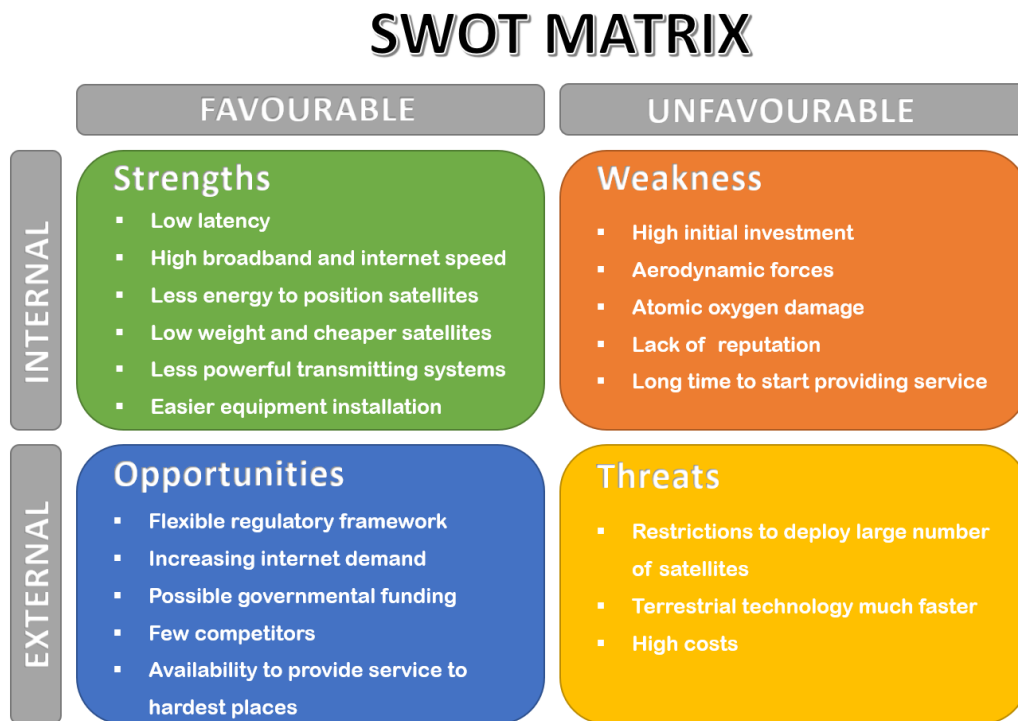 SWOT MATRIX
FAVOURABLE
UNFAVOURABLE
INTERNAL
Strengths
▪ Low latency
▪ High broadband and internet speed
▪ Less energy to position satellites
▪ Low weight and cheaper satellites
▪ Less powerful transmitting systems
▪ Easier equipment installation
Weakness
▪ High initial investment
▪ Aerodynamic forces
▪ Atomic oxygen damage
▪ Lack of reputation
▪ Long time to start providing service
EXTERNAL
Opportunities
▪ Flexible regulatory framework
▪ Increasing internet demand
▪ Possible governmental funding
▪ Few competitors
▪ Availability to provide service to
hardest places
Threats
▪ Restrictions to deploy large number
of satellites
▪ Terrestrial technology much faster
▪ High costs